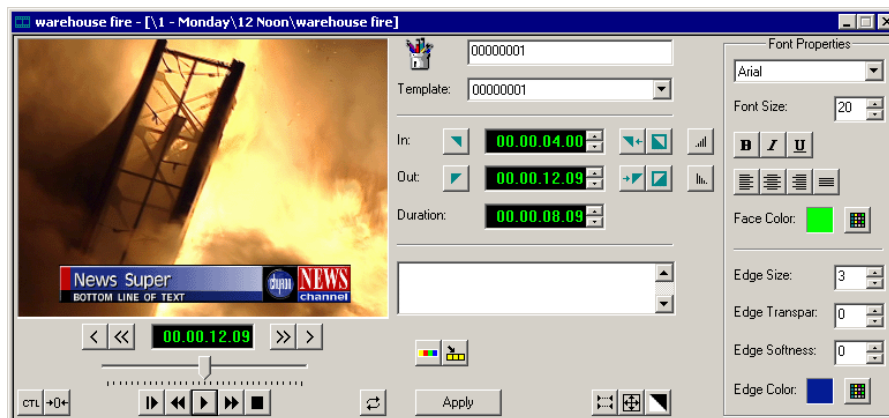 warehouse fire - [\1 - Monday\12 Noon\warehouse fire]
00000001
Template: 00000001
In: 00.00.04.00
Out: 00.00.12.09
Duration: 00.00.08.09
News Super
BOTTOM LINE OF TEXT
chyron
NEWS
channel
< << 00.00.12.09 >> >
CTL →0←
Apply
Font Properties
Arial
Font Size: 20
B I U
Face Color:
Edge Size: 3
Edge Transpar: 0
Edge Softness: 0
Edge Color: